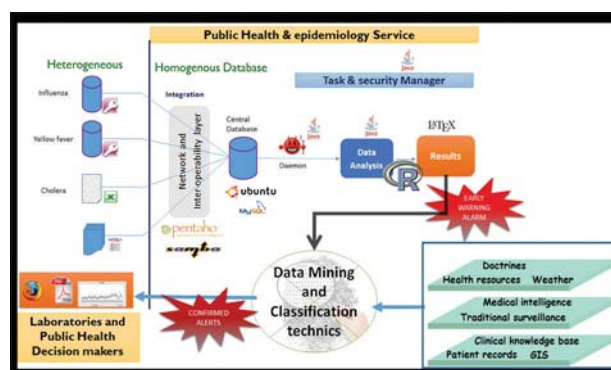 Public Health & epidemiology Service
Heterogeneous
Homogenous Database
Java
Task & security Manager
Influenza
Integration
Yellow fever
Network and
Inter-operability layer
Central
Database
Java
Daemon
Java
Data
Analysis
R
LATEX
Results
Cholera
ubuntu
MySQL
pentaho
samba
EARLY
WARNING
ALARM
Data Mining
and
Classification
technics
CONFIRMED
ALERTS
Laboratories and
Public Health
Decision makers
Doctrines
Health resources Weather
Medical intelligence
Traditional surveillance
Clinical knowledge base
Patient records GIS